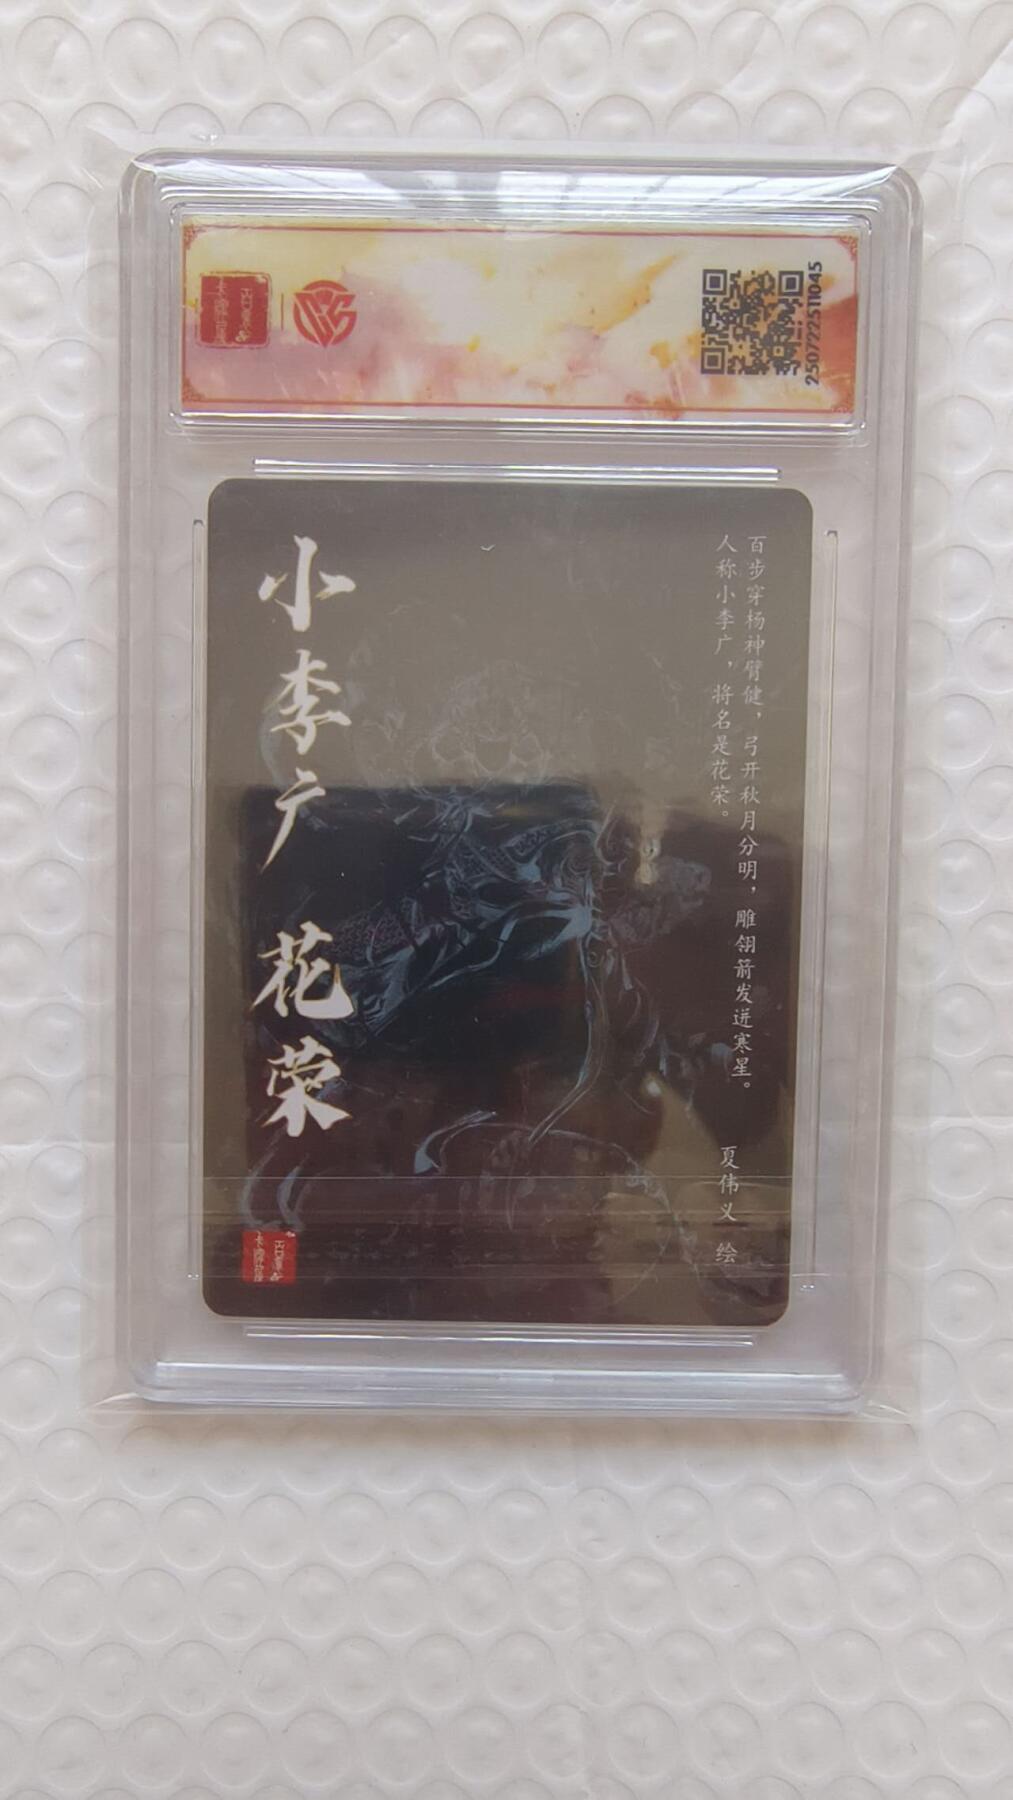 250722511045
百步穿杨神臂健，弓开秋月分明，雕翎箭发迸寒星。
人称小李广，将名是花荣。
夏伟义 绘
小李广 花荣